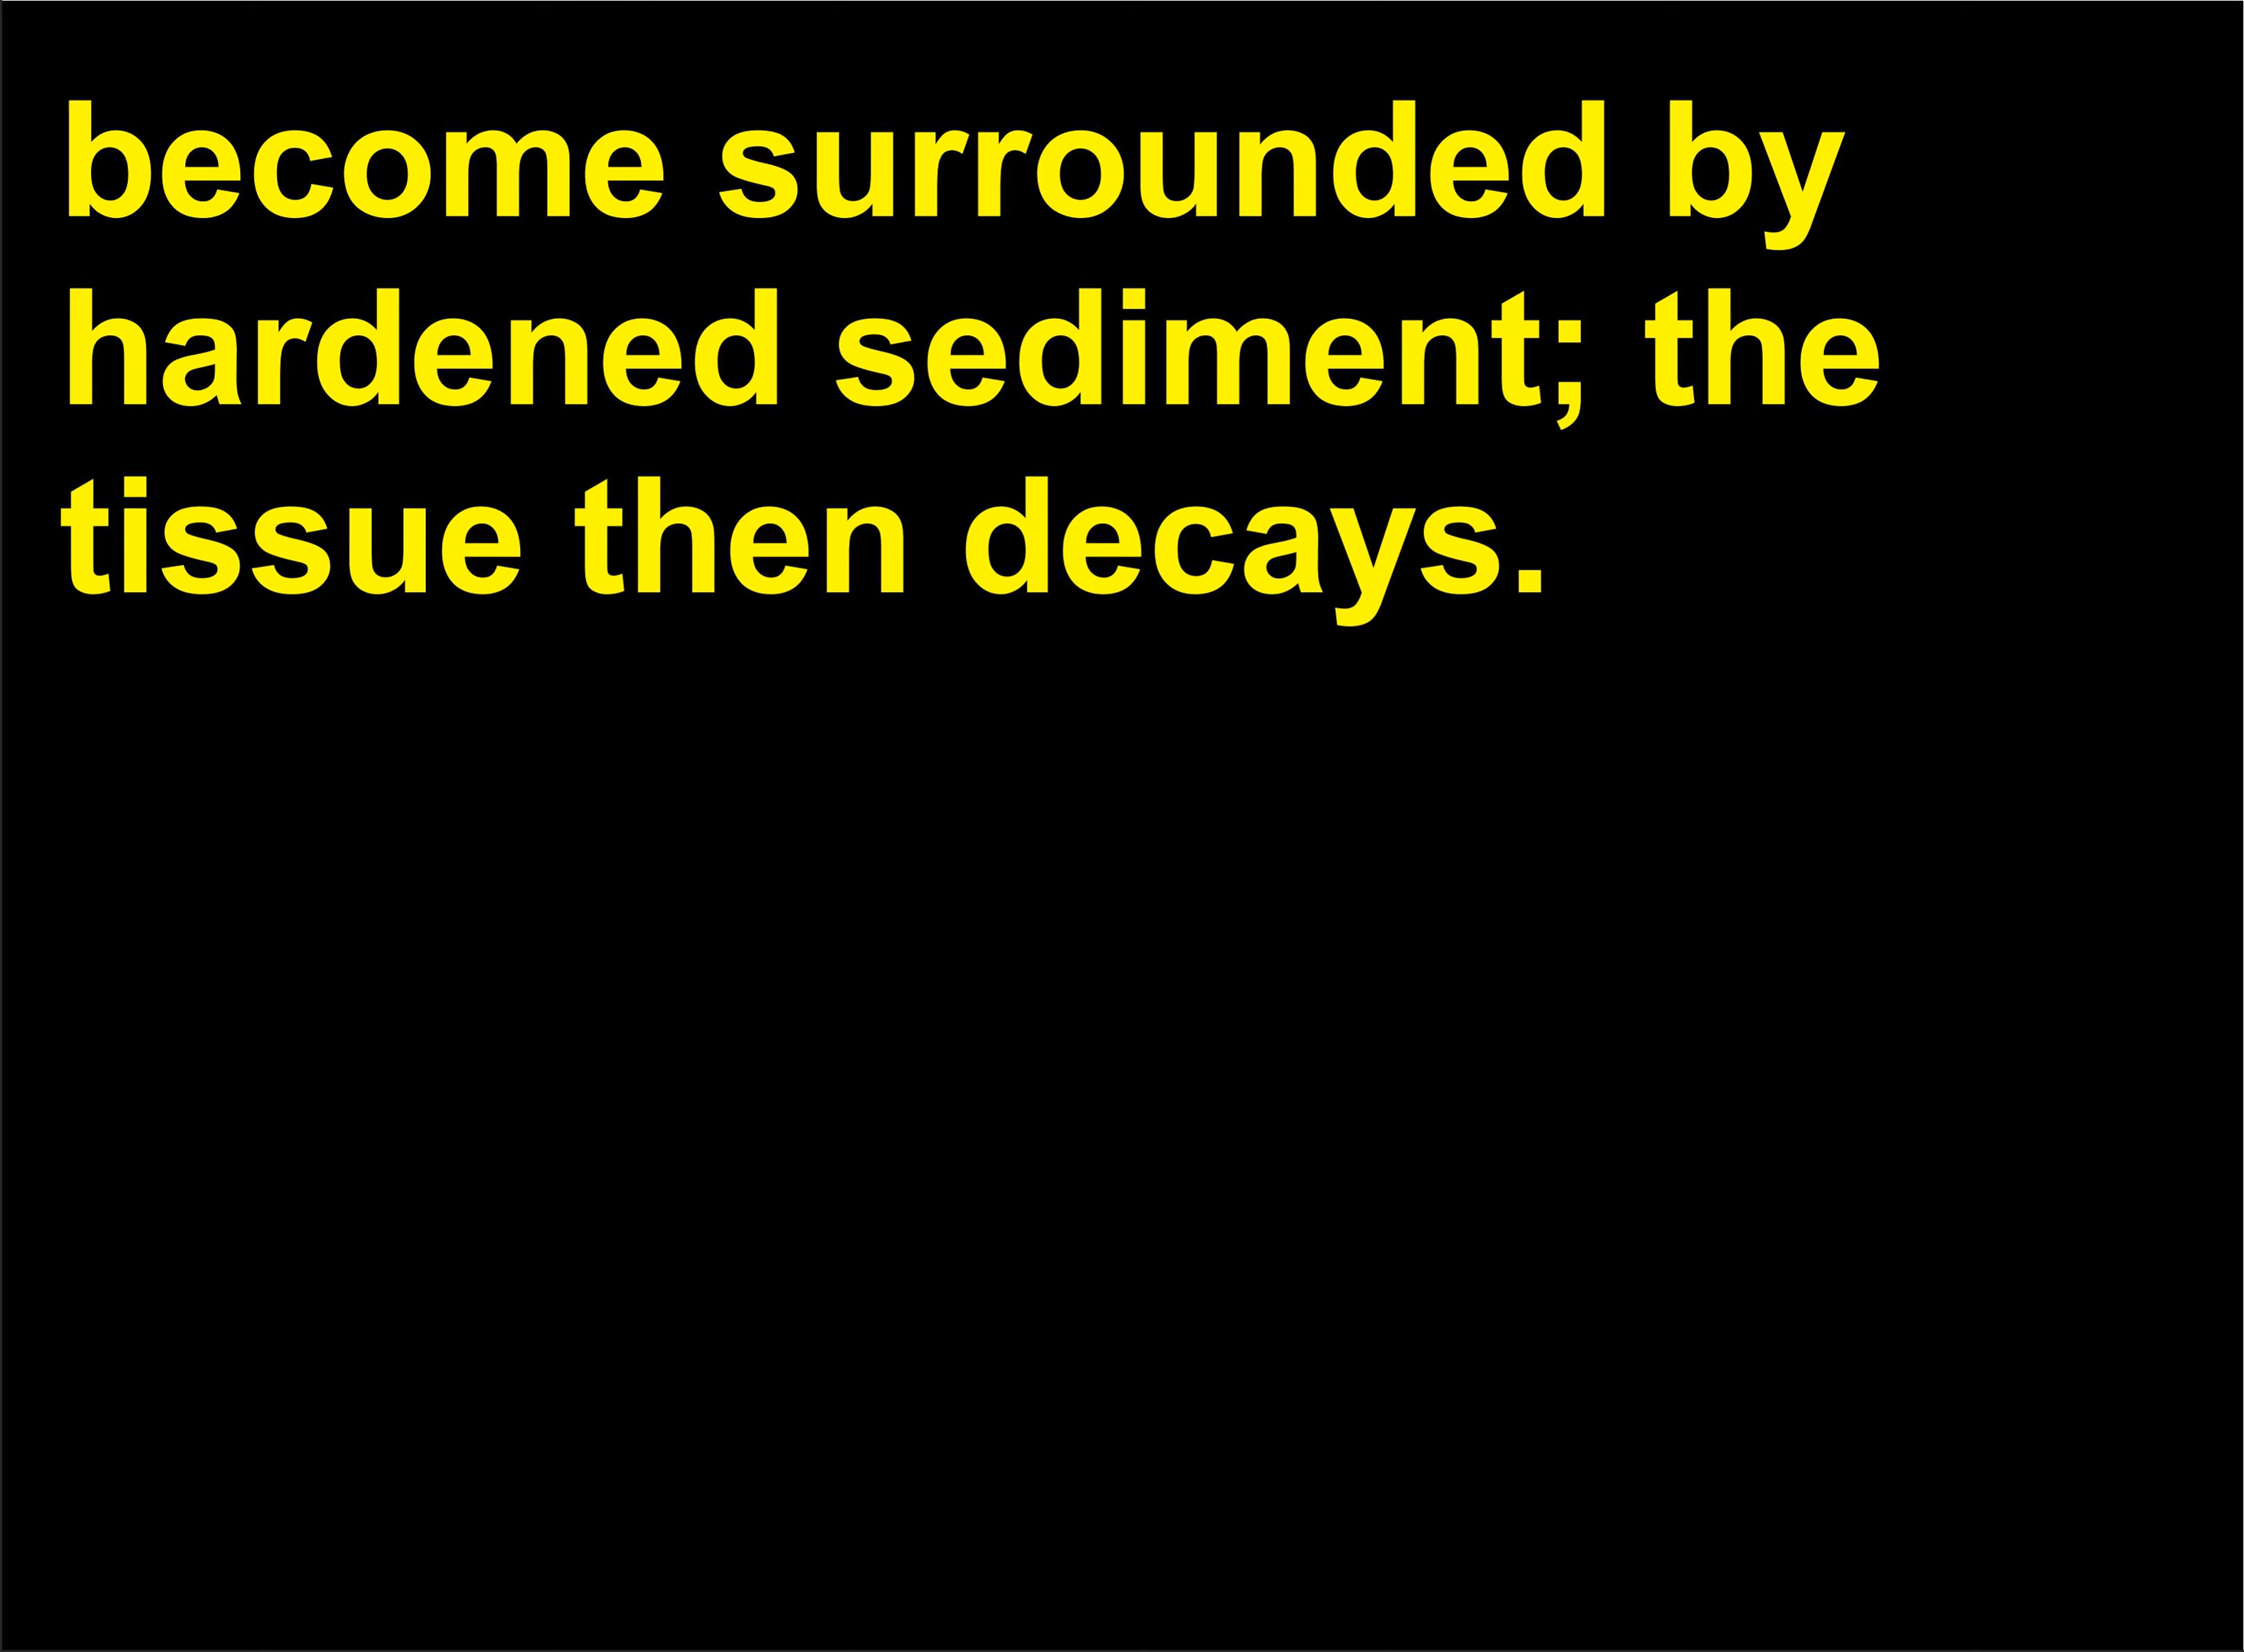 become surrounded by
hardened sediment; the
tissue then decays.